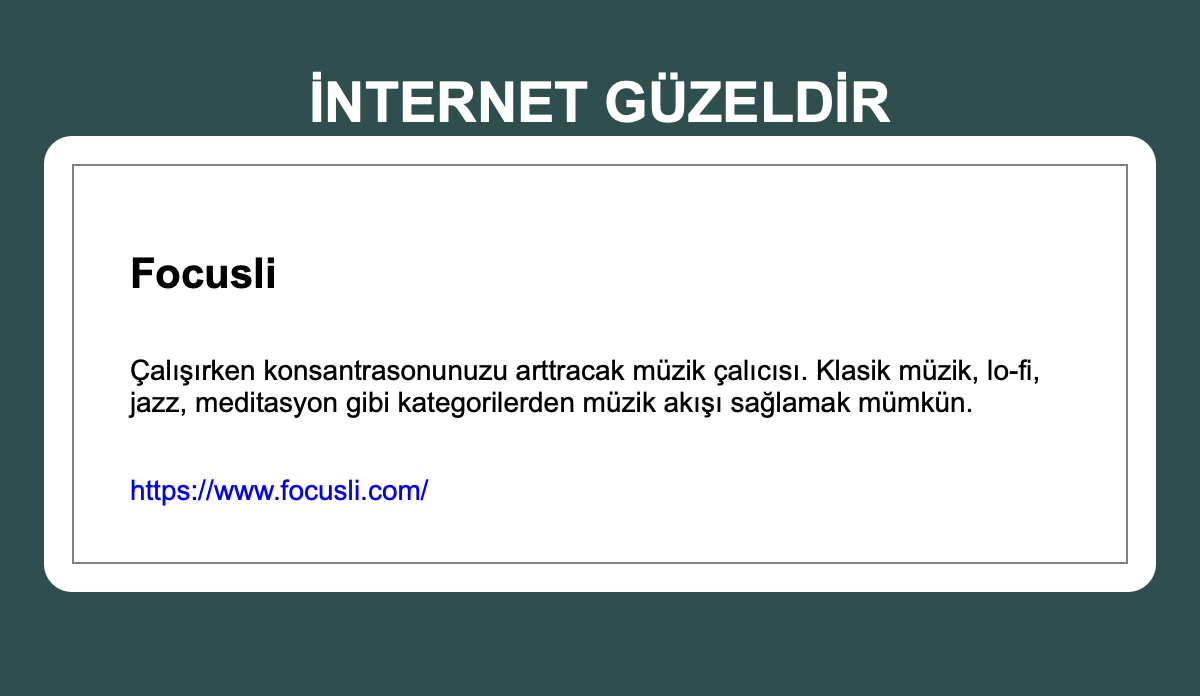 İNTERNET GÜZELDİR
Focusli
Çalışırken konsantrasonunuzu arttracak müzik çalıcısı. Klasik müzik, lo-fi,
jazz, meditasyon gibi kategorilerden müzik akışı sağlamak mümkün.
https://www.focusli.com/